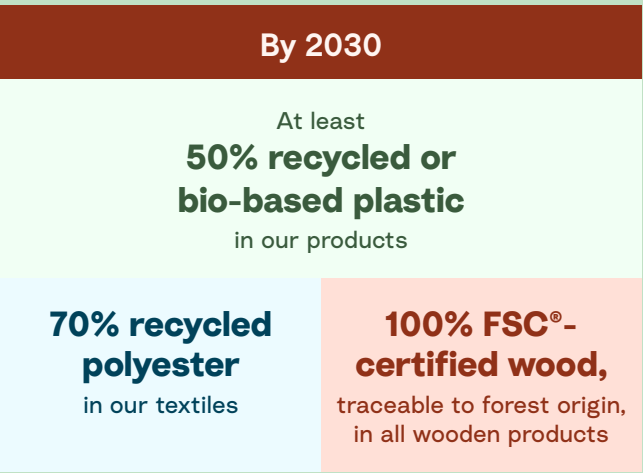 By 2030
At least
50% recycled or
bio-based plastic
in our products
70% recycled
polyester
in our textiles
100% FSC®-
certified wood,
traceable to forest origin,
in all wooden products